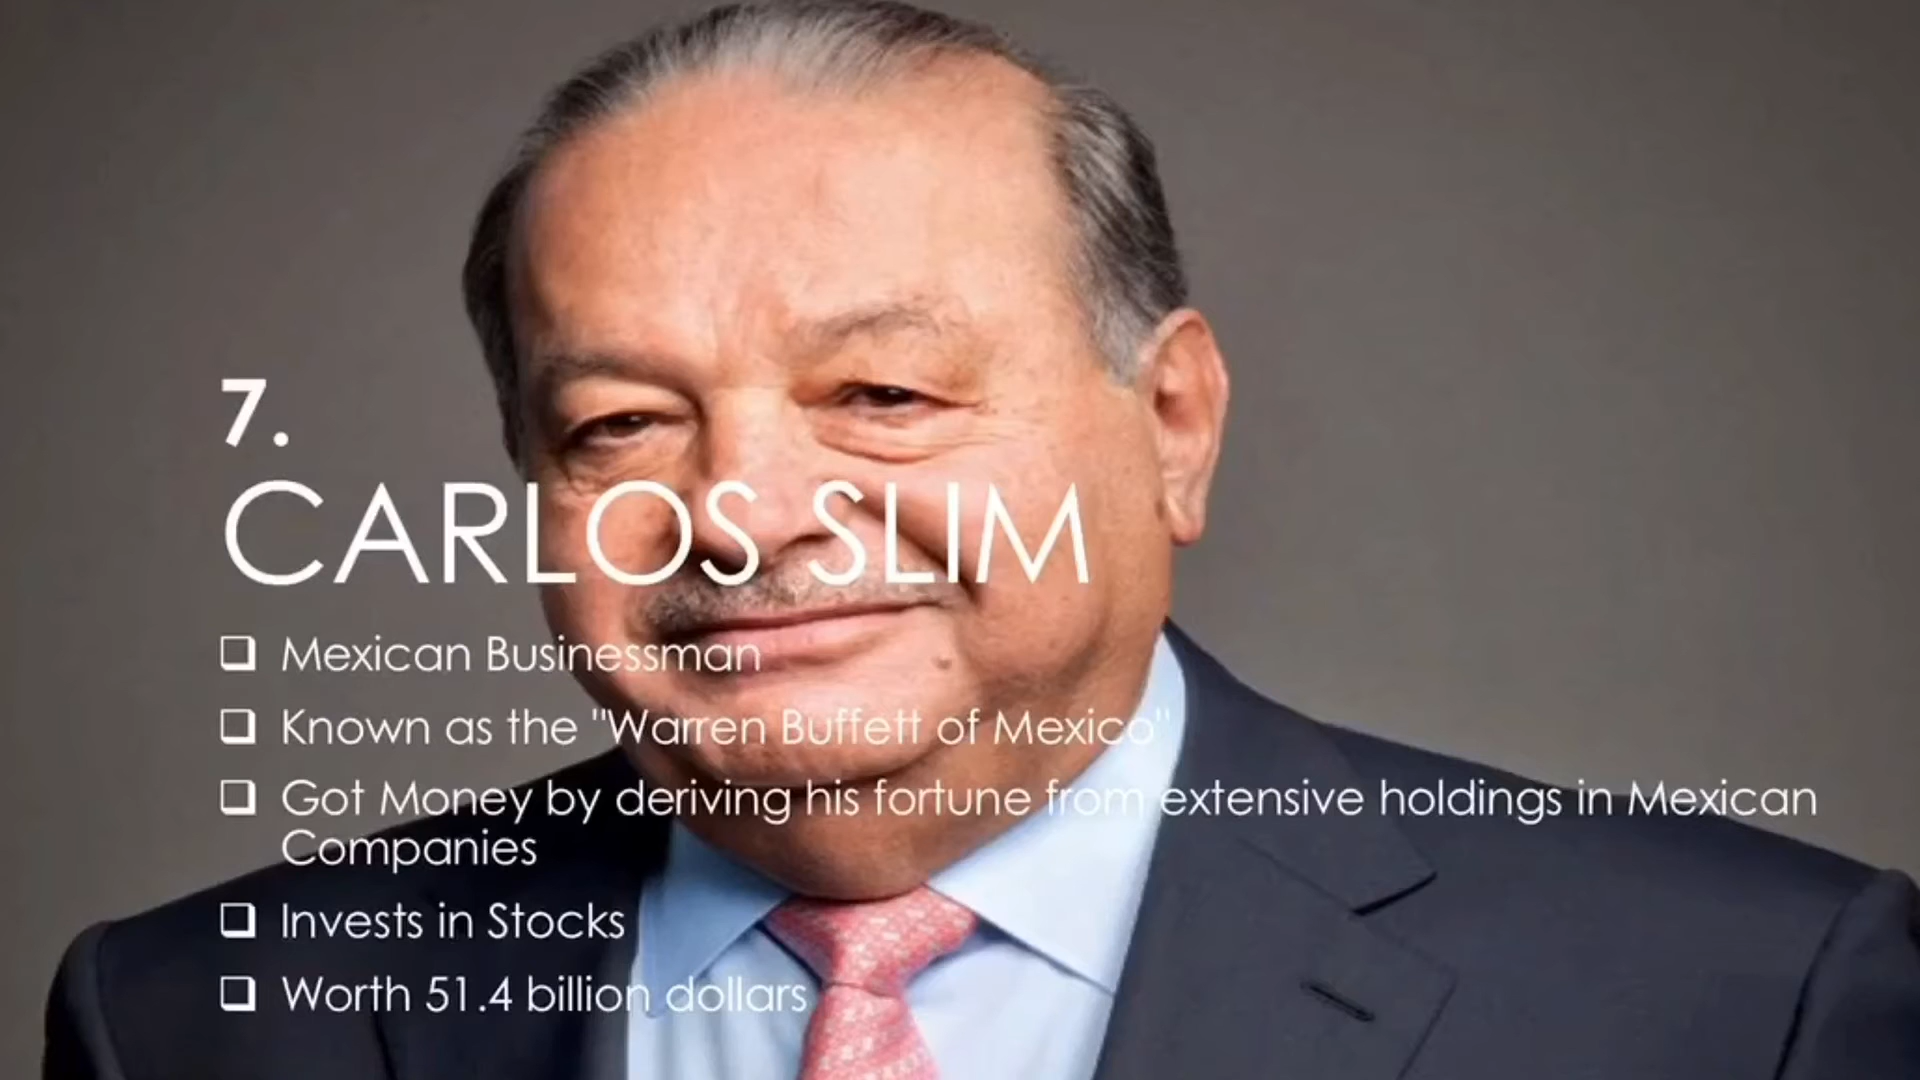 7.
CARLOS SLIM
Mexican Businessman
Known as the "Warren Buffett of Mexico"
Got Money by deriving his fortune from extensive holdings in Mexican
Companies
Invests in Stocks
Worth 51.4 billion dollars